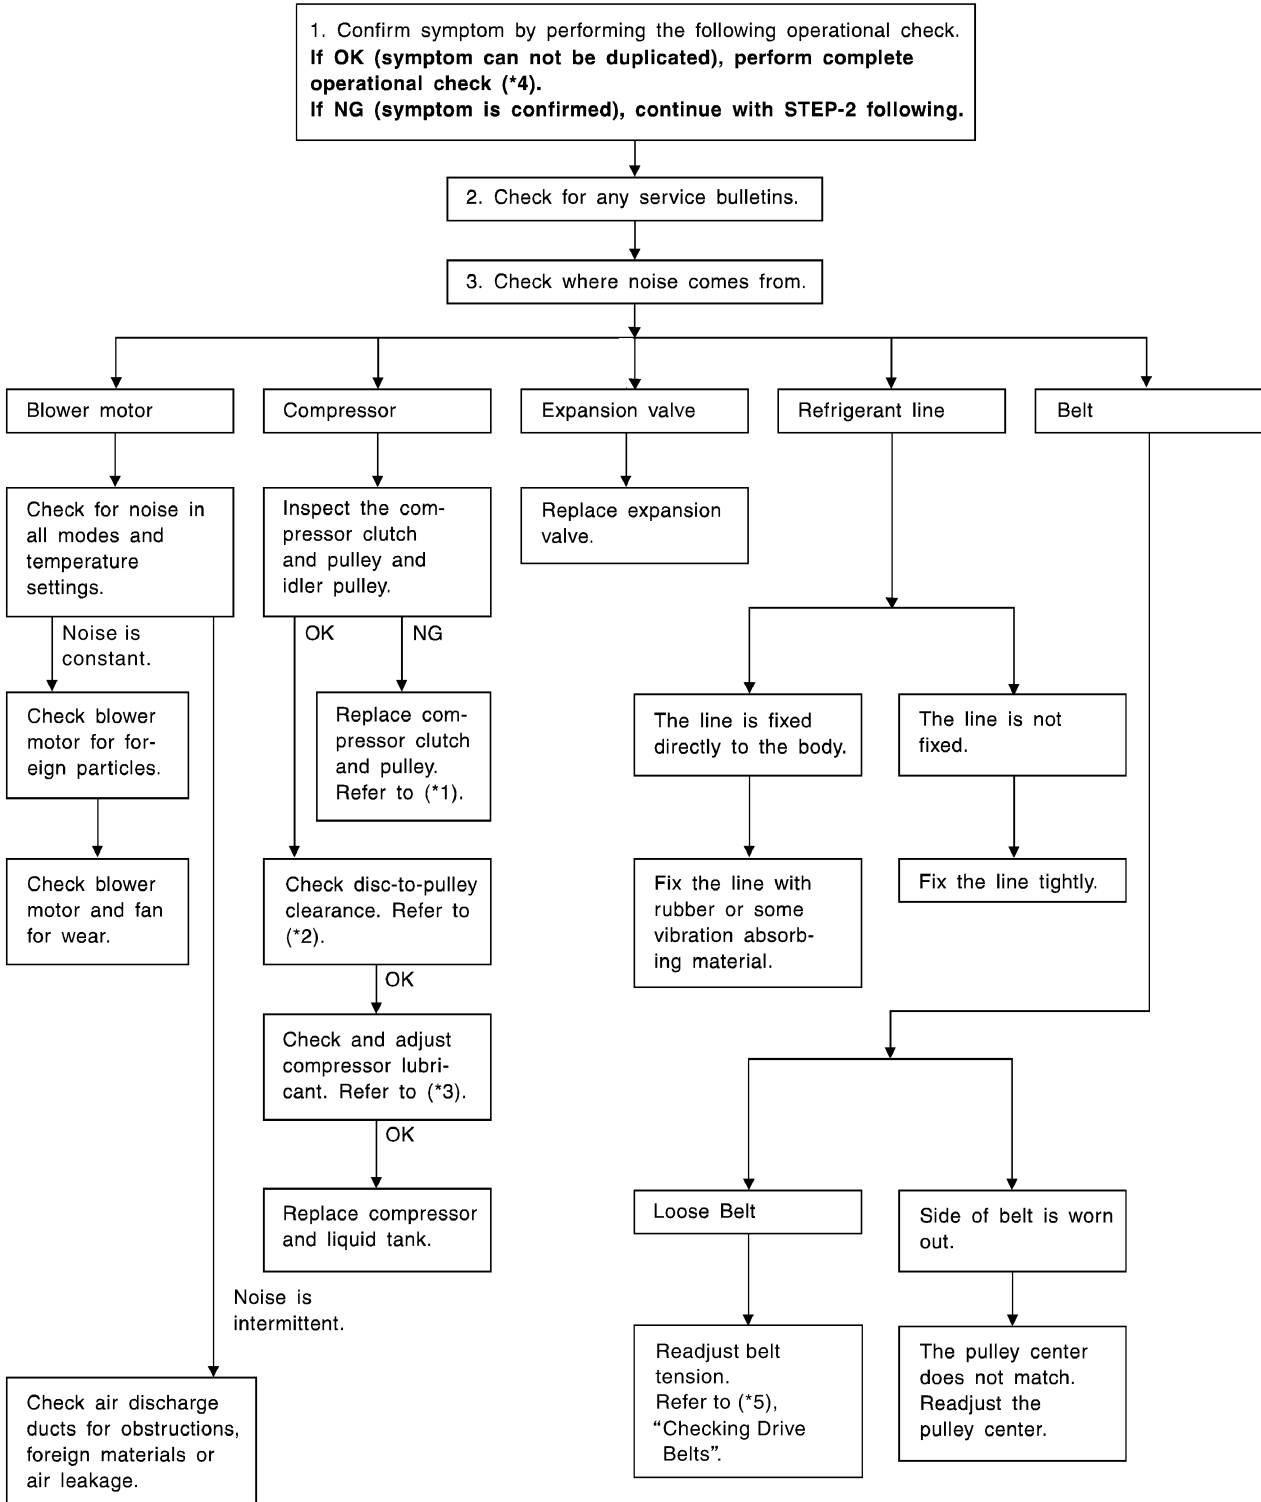 1. Confirm symptom by performing the following operational check.
If OK (symptom can not be duplicated), perform complete
operational check (*4).
If NG (symptom is confirmed), continue with STEP-2 following.
2. Check for any service bulletins.
3. Check where noise comes from.
Blower motor
Compressor
Expansion valve
Refrigerant line
Belt
Check for noise in
all modes and
temperature
settings.
Inspect the com-
pressor clutch
and pulley and
idler pulley.
Replace expansion
valve.
Noise is
constant.
OK
NG
Check blower
motor for for-
eign particles.
Replace com-
pressor clutch
and pulley.
Refer to (*1).
The line is fixed
directly to the body.
The line is not
fixed.
Check blower
motor and fan
for wear.
Check disc-to-pulley
clearance. Refer to
(*2).
Fix the line with
rubber or some
vibration absorb-
ing material.
Fix the line tightly.
OK
Check and adjust
compressor lubri-
cant. Refer to (*3).
OK
Replace compressor
and liquid tank.
Loose Belt
Side of belt is worn
out.
Noise is
intermittent.
Readjust belt
tension.
Refer to (*5),
“Checking Drive
Belts”.
The pulley center
does not match.
Readjust the
pulley center.
Check air discharge
ducts for obstructions,
foreign materials or
air leakage.